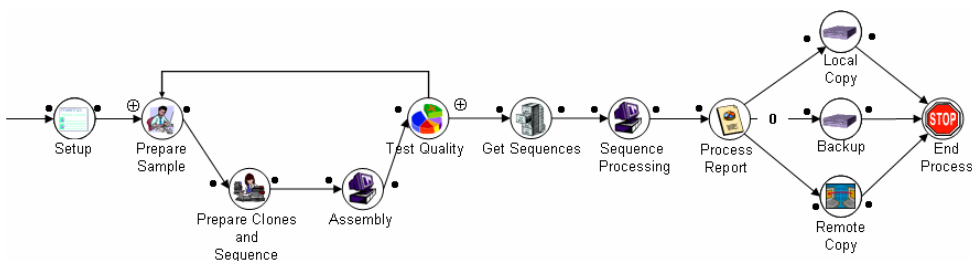 Setup
Prepare
Sample
Prepare Clones
and
Sequence
Assembly
Test Quality
Get Sequences
Sequence
Processing
Process
Report
0
Local
Copy
Backup
Remote
Copy
STOP
End
Process